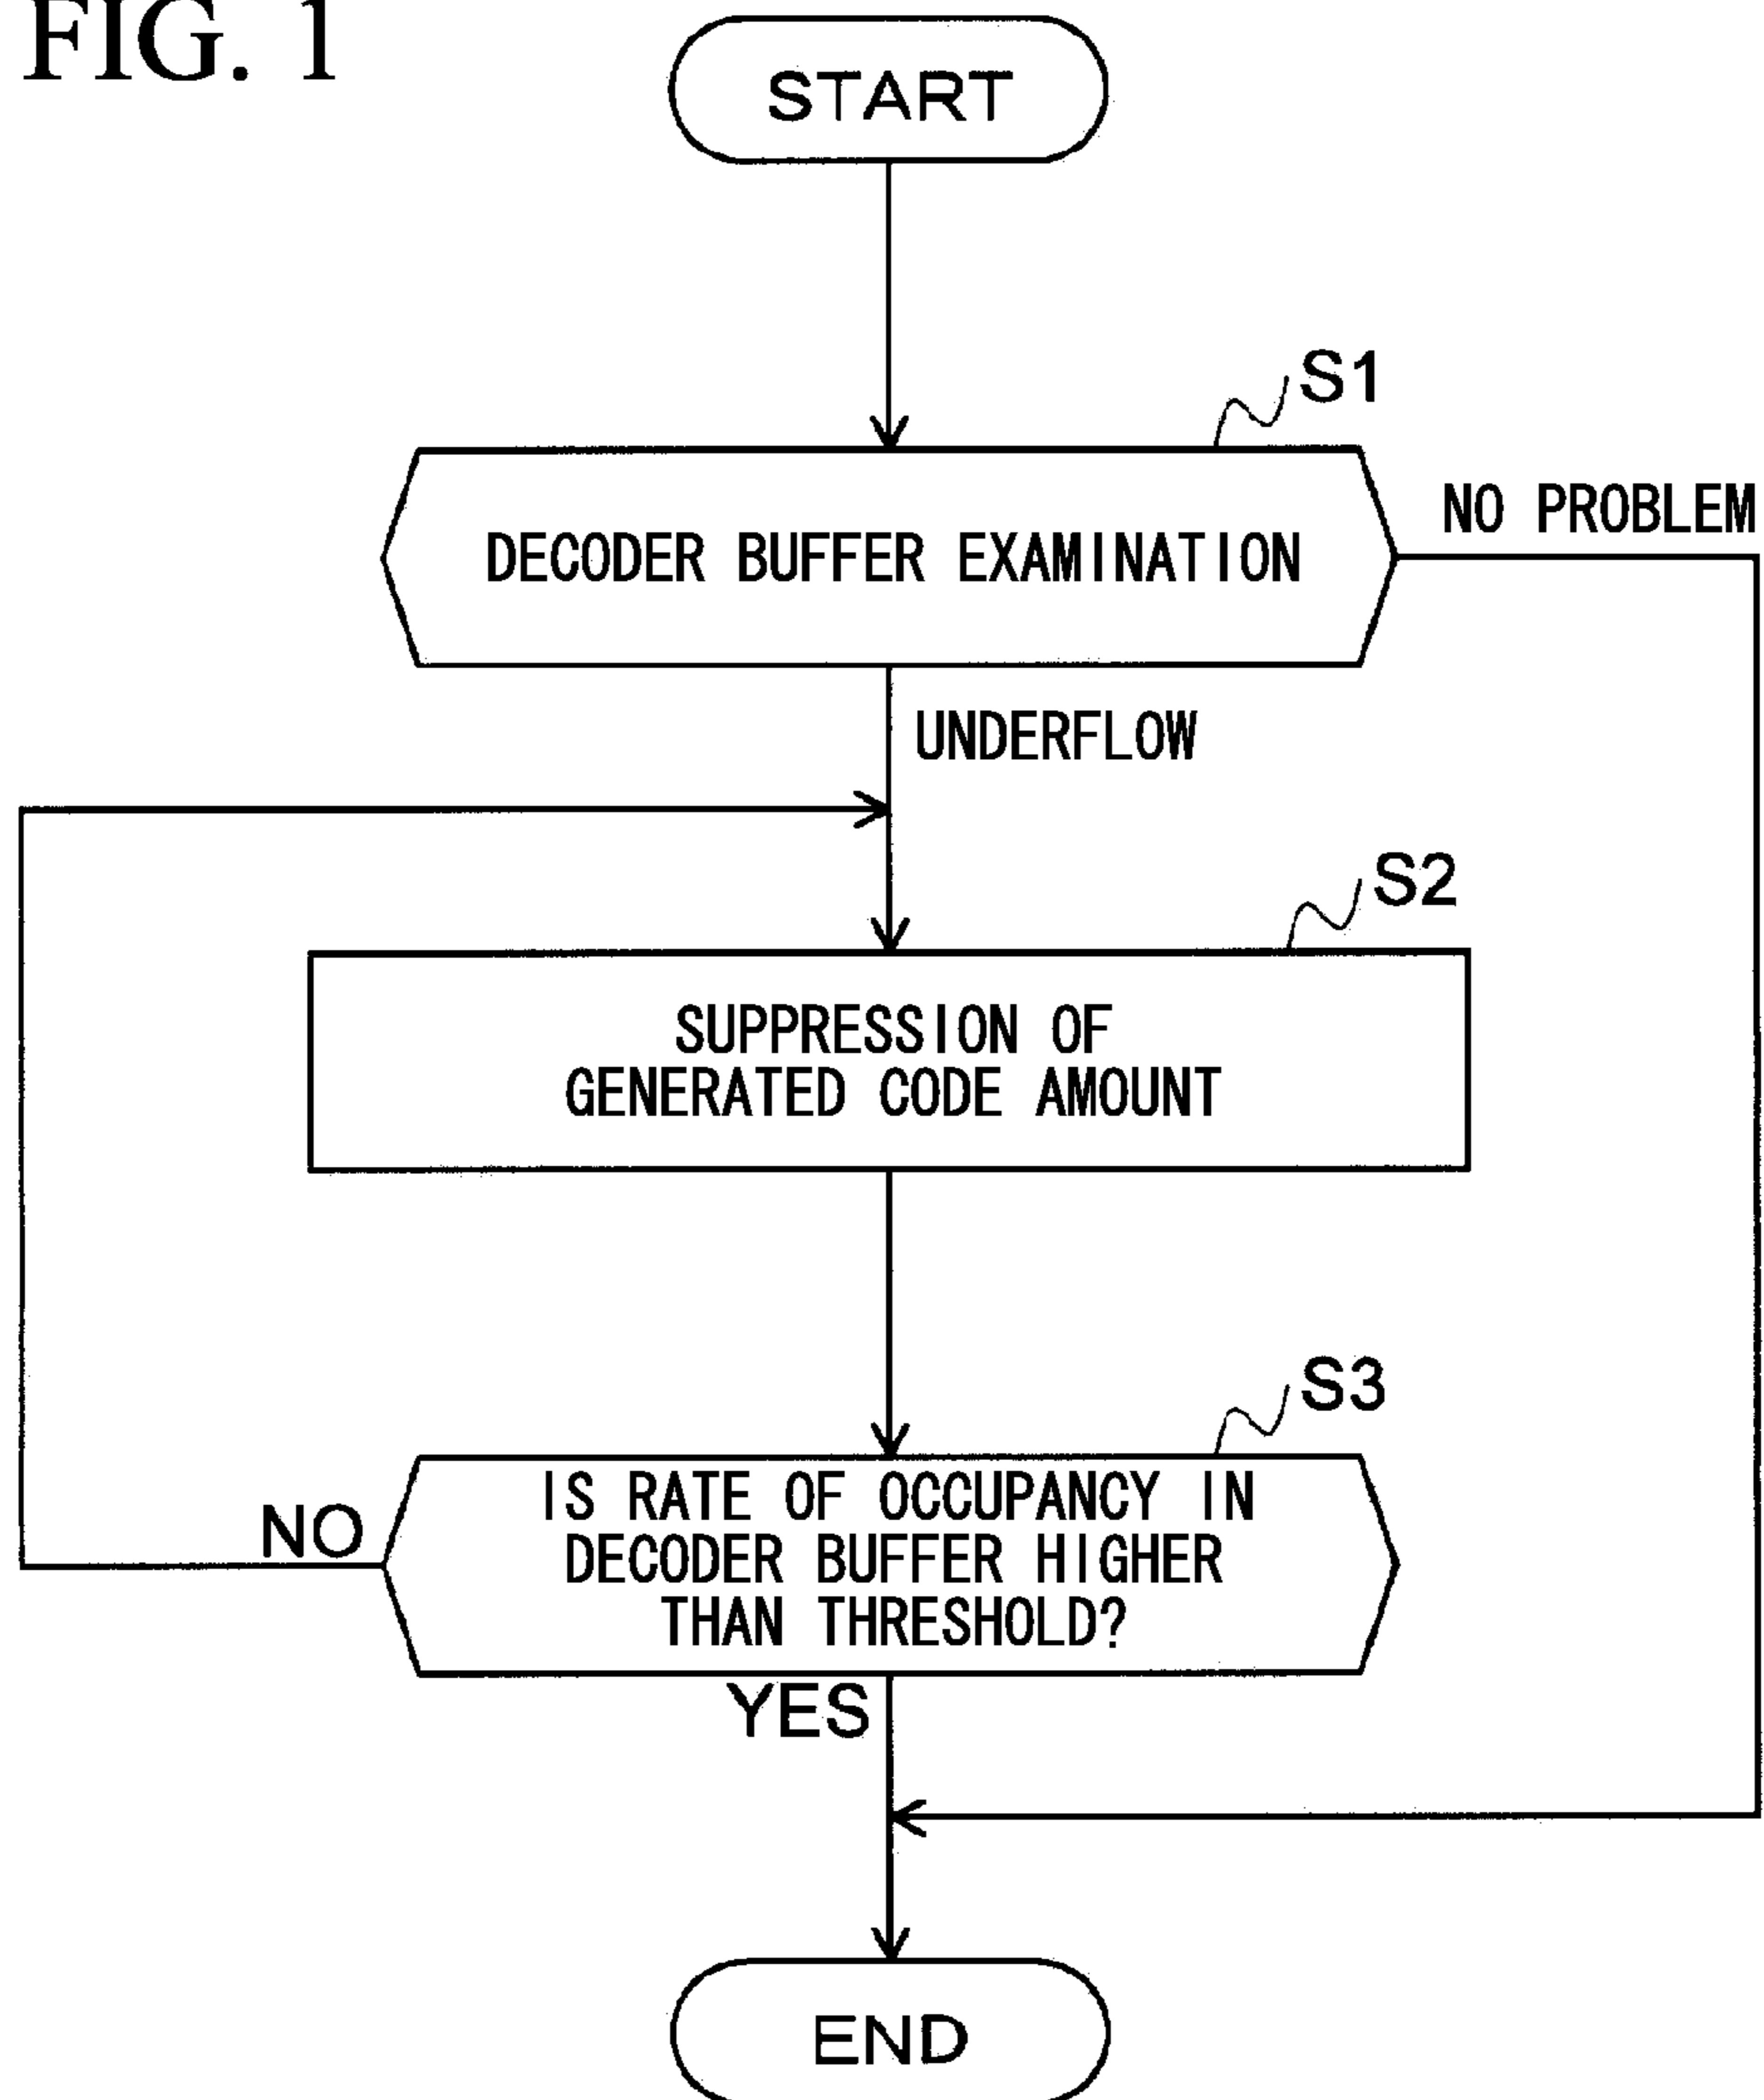 FIG. 1
START
S1
DECODER BUFFER EXAMINATION
NO PROBLEM
UNDERFLOW
S2
SUPPRESSION OF
GENERATED CODE AMOUNT
S3
IS RATE OF OCCUPANCY IN
DECODER BUFFER HIGHER
THAN THRESHOLD?
NO
YES
END